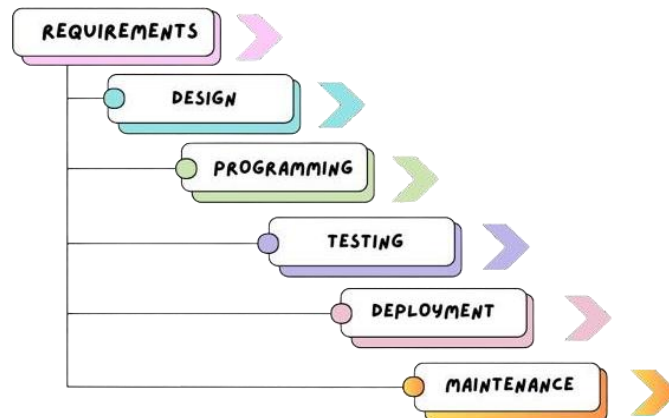 REQUIREMENTS
DESIGN
PROGRAMMING
TESTING
DEPLOYMENT
MAINTENANCE